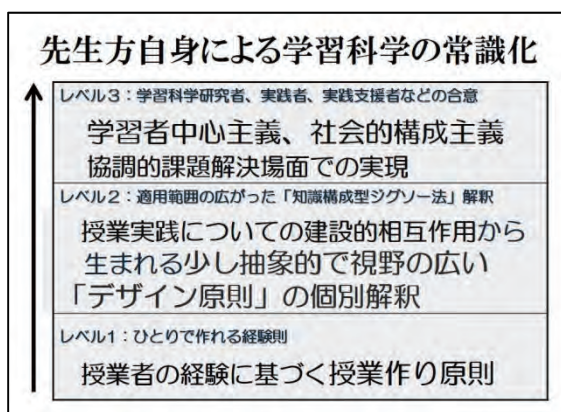 先生方自身による学習科学の常識化
レベル3：学習科学研究者、実践者、実践支援者などの合意
学習者中心主義、社会的構成主義
協調的課題解決場面での実現
レベル2：適用範囲の広がった「知識構成型ジグソー法」解釈
授業実践についての建設的相互作用から
生まれる少し抽象的で視野の広い
「デザイン原則」の個別解釈
レベル1：ひとりで作れる経験則
授業者の経験に基づく授業作り原則